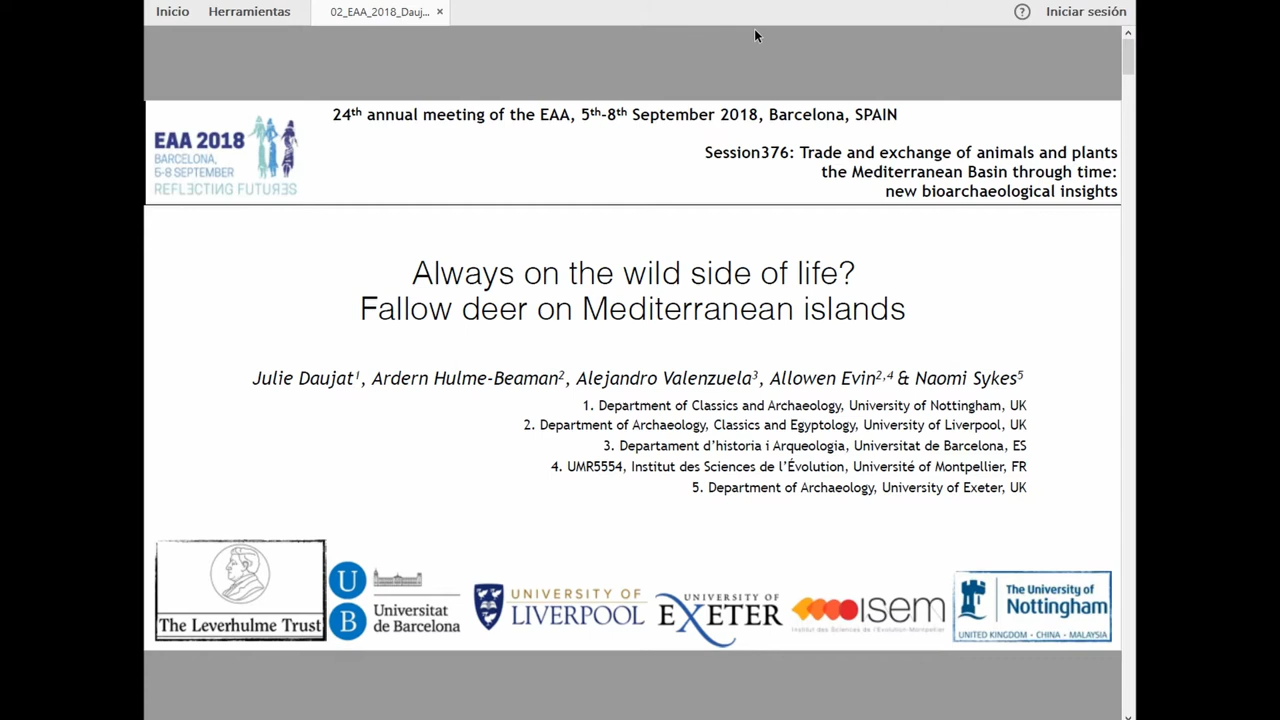 Inicio Herramientas 02_EAA_2018_Dauj... × ? Iniciar sesión
24th annual meeting of the EAA, 5th-8th September 2018, Barcelona, SPAIN
EAA 2018
BARCELONA,
5-8 SEPTEMBER
REFLECTING FUTURES
Session376: Trade and exchange of animals and plants
the Mediterranean Basin through time:
new bioarchaeological insights
Always on the wild side of life?
Fallow deer on Mediterranean islands
Julie Daujat1, Ardern Hulme-Beaman2, Alejandro Valenzuela3, Allowen Evin2,4 & Naomi Sykes5
1. Department of Classics and Archaeology, University of Nottingham, UK
2. Department of Archaeology, Classics and Egyptology, University of Liverpool, UK
3. Departament d’historia i Arqueologia, Universitat de Barcelona, ES
4. UMR5554, Institut des Sciences de l’Évolution, Université of Montpellier, FR
5. Department of Archaeology, University of Exeter, UK
The Leverhulme Trust
U
B
Universitat
de Barcelona
UNIVERSITY OF
LIVERPOOL
UNIVERSITY OF
EXETER
isem
Institut des Sciences de l'Evolution-Montpellier
The University of
Nottingham
UNITED KINGDOM · CHINA · MALAYSIA